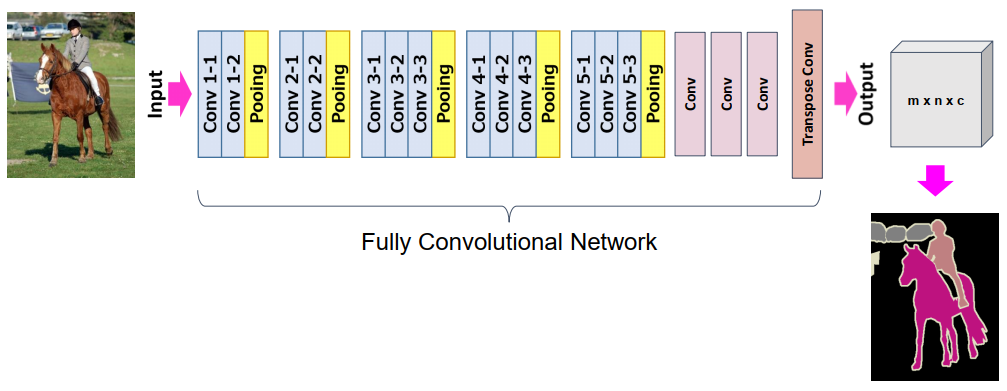 Input
Conv 1-1
Conv 1-2
Pooing
Conv 2-1
Conv 2-2
Pooing
Conv 3-1
Conv 3-2
Conv 3-3
Pooing
Conv 4-1
Conv 4-2
Conv 4-3
Pooing
Conv 5-1
Conv 5-2
Conv 5-3
Pooing
Conv
Conv
Conv
Transpose Conv
Output
m x n x c
Fully Convolutional Network